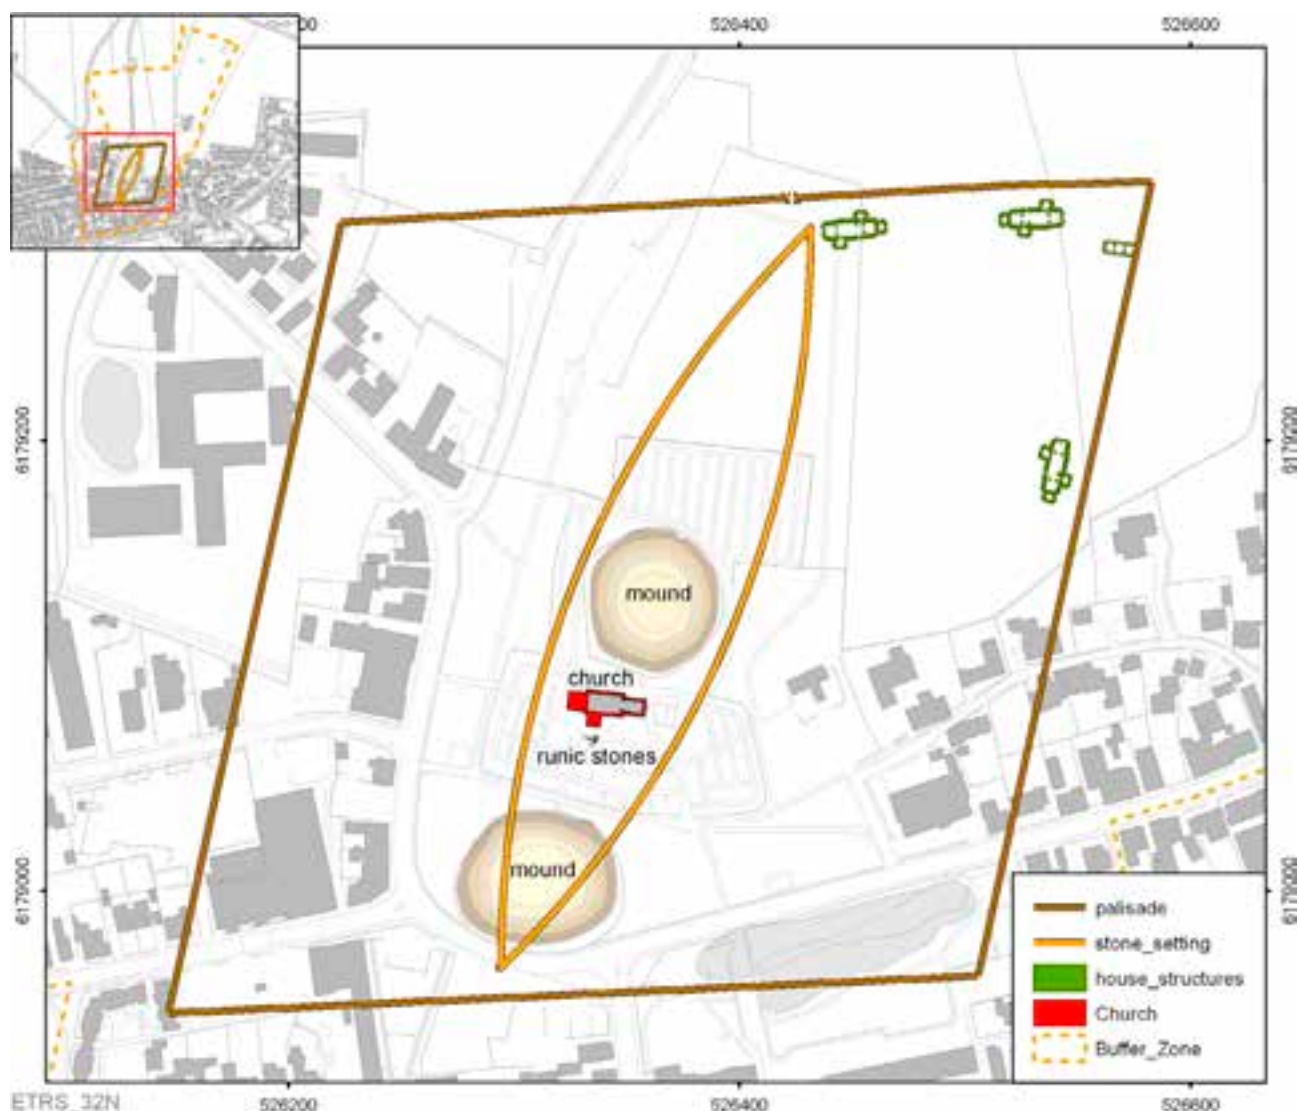 526400
526600
6179200
6179200
mound
church
runic stones
mound
6179000
6179000
palisade
stone_setting
house_structures
Church
Buffer_Zone
ETRS_32N
526200
526400
526600